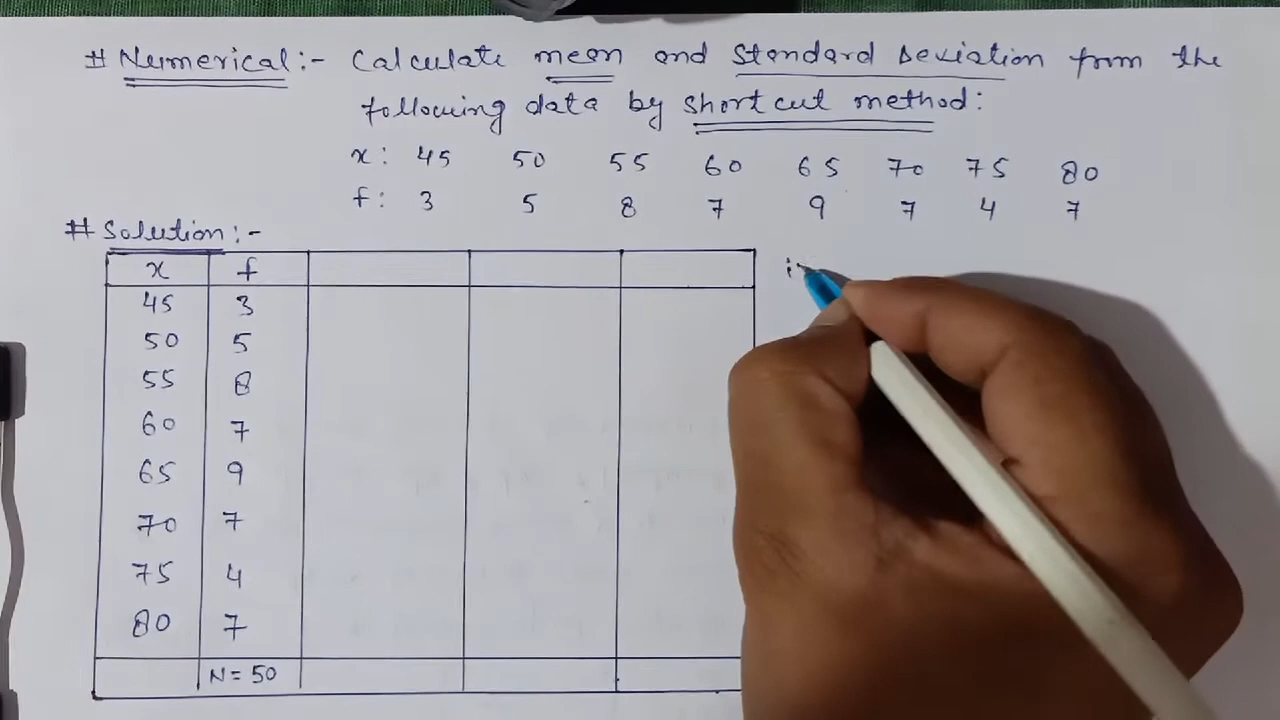 # Numerical:- Calculate mean and Standard Deviation from the
following data by shortcut method:
x: 45 50 55 60 65 70 75 80
f: 3 5 8 7 9 7 4 7
# Solution:-
x f
45 3
50 5
55 8
60 7
65 9
70 7
75 4
80 7
N = 50